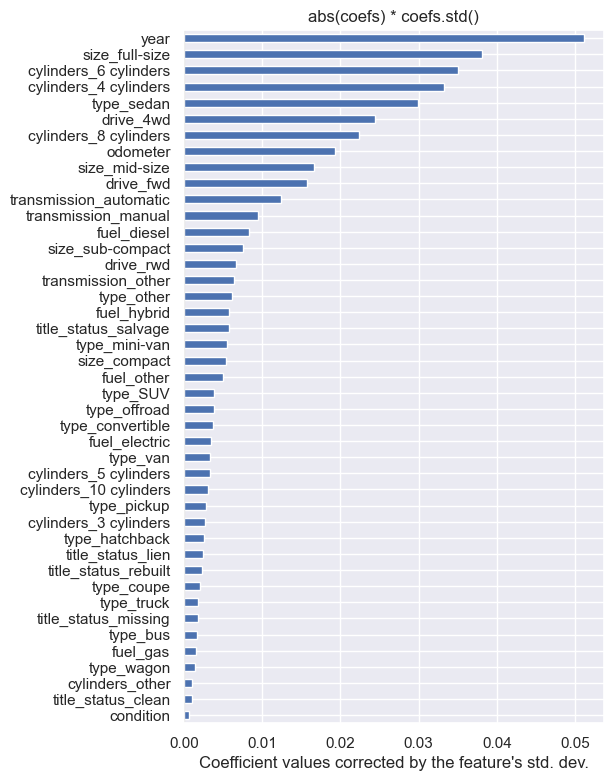 abs(coefs) * coefs.std()
year
size_full-size
cylinders_6 cylinders
cylinders_4 cylinders
type_sedan
drive_4wd
cylinders_8 cylinders
odometer
size_mid-size
drive_fwd
transmission_automatic
transmission_manual
fuel_diesel
size_sub-compact
drive_rwd
transmission_other
type_other
fuel_hybrid
title_status_salvage
type_mini-van
size_compact
fuel_other
type_SUV
type_offroad
type_convertible
fuel_electric
type_van
cylinders_5 cylinders
cylinders_10 cylinders
type_pickup
cylinders_3 cylinders
type_hatchback
title_status_lien
title_status_rebuilt
type_coupe
type_truck
title_status_missing
type_bus
fuel_gas
type_wagon
cylinders_other
title_status_clean
condition
0.00 0.01 0.02 0.03 0.04 0.05
Coefficient values corrected by the feature's std. dev.